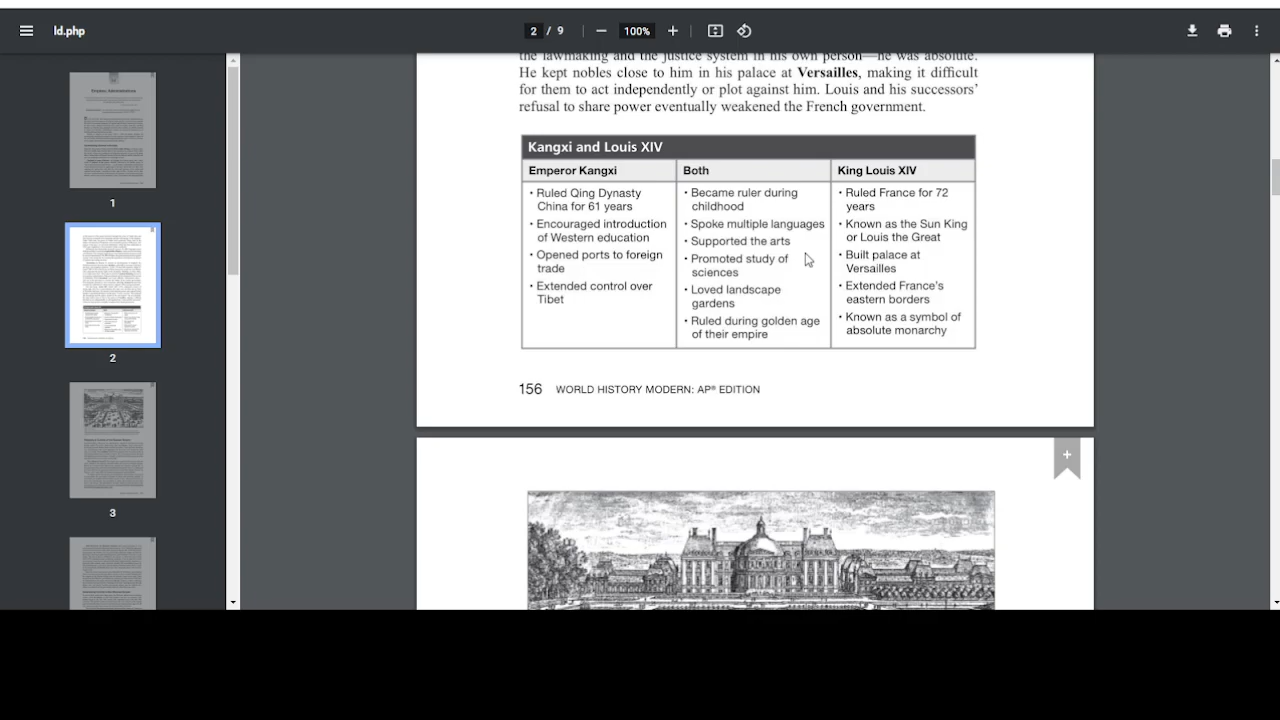 ld.php
2 / 9
100%
the lawmaking and the justice system in his own person—he was absolute.
He kept nobles close to him in his palace at Versailles, making it difficult
for them to act independently or plot against him. Louis and his successors'
refusal to share power eventually weakened the French government.
Kangxi and Louis XIV
Emperor Kangxi
• Ruled Qing Dynasty
China for 61 years
• Encouraged introduction
of Western education
• Opened ports to foreign
trade
• Extended control over
Tibet
Both
• Became ruler during
childhood
• Spoke multiple languages
• Supported the arts
• Promoted study of
sciences
• Loved landscape
gardens
• Ruled during golden age
of their empire
King Louis XIV
• Ruled France for 72
years
• Known as the Sun King
or Louis the Great
• Built palace at
Versailles
• Extended France's
eastern borders
• Known as a symbol of
absolute monarchy
156 WORLD HISTORY MODERN: AP® EDITION
1
2
3